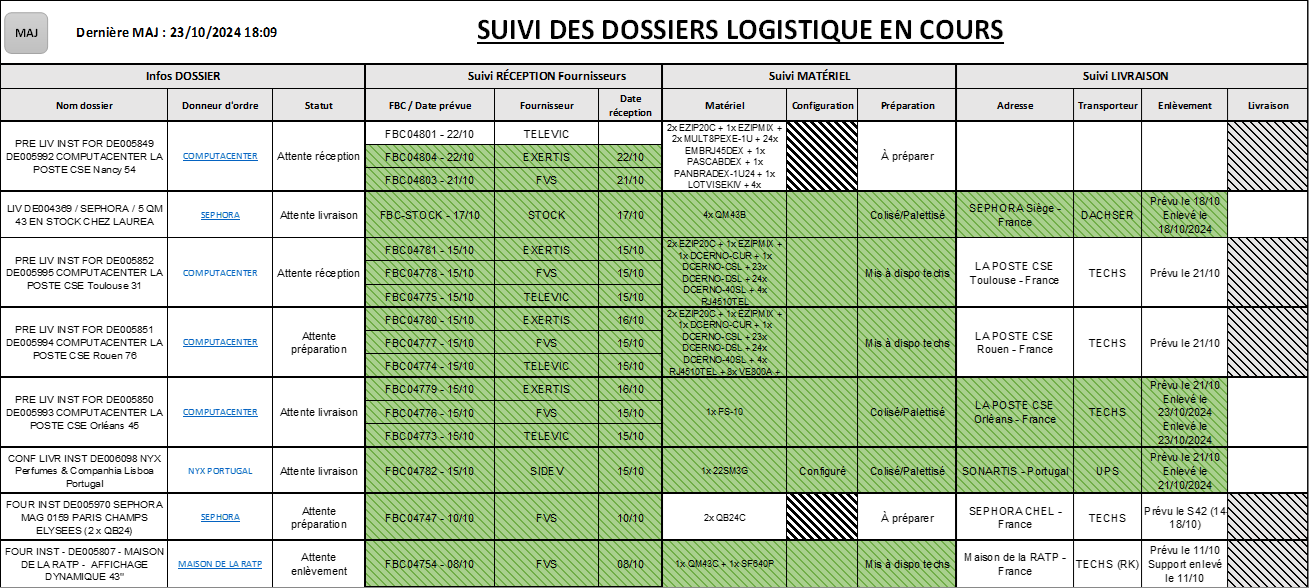 MAJ
Dernière MAJ : 23/10/2024 18:09
SUIVI DES DOSSIERS LOGISTIQUE EN COURS
Infos DOSSIER
Suivi RÉCEPTION Fournisseurs
Suivi MATÉRIEL
Suivi LIVRAISON
Nom dossier
Donneur d'ordre
Statut
FBC / Date prévue
Fournisseur
Date
réception
Matériel
Configuration
Préparation
Adresse
Transporteur
Enlèvement
Livraison
PRE LIV INST FOR DE005849
DE005992 COMPUTACENTER LA
POSTE CSE Nancy 54
COMPUTACENTER
Attente réception
FBC04801 - 22/10
TELEVIC
FBC04804 - 22/10
EXERTIS
22/10
FBC04803 - 21/10
FVS
21/10
2x EZIP20C + 1x EZIPMIX +
2x MULT8PEXE-1U + 24x
EMBRJ45DEX + 1x
PASCABDEX + 1x
PANBRADEX-1U24 + 1x
LOTVISEKIV + 4x
À préparer
LIV DE004369 / SEPHORA / 5 QM
43 EN STOCK CHEZ LAUREA
SEPHORA
Attente livraison
FBC-STOCK - 17/10
STOCK
17/10
4x QM43B
Colisé/Palettisé
SEPHORA Siège -
France
DACHSER
Prévu le 18/10
Enlevé le
18/10/2024
PRE LIV INST FOR DE005852
DE005995 COMPUTACENTER LA
POSTE CSE Toulouse 31
COMPUTACENTER
Attente réception
FBC04781 - 15/10
EXERTIS
15/10
FBC04778 - 15/10
FVS
15/10
FBC04775 - 15/10
TELEVIC
15/10
2x EZIP20C + 1x EZIPMIX +
1x DCERNO-CUR + 1x
DCERNO-CSL + 23x
DCERNO-DSL + 24x
DCERNO-40SL + 4x
RJ4510TEL
Mis à dispo techs
LA POSTE CSE
Toulouse - France
TECHS
Prévu le 21/10
PRE LIV INST FOR DE005851
DE005994 COMPUTACENTER LA
POSTE CSE Rouen 76
COMPUTACENTER
Attente
préparation
FBC04780 - 15/10
EXERTIS
16/10
FBC04777 - 15/10
FVS
15/10
FBC04774 - 15/10
TELEVIC
15/10
2x EZIP20C + 1x EZIPMIX +
1x DCERNO-CUR + 1x
DCERNO-CSL + 23x
DCERNO-DSL + 24x
DCERNO-40SL + 4x
RJ4510TEL + 8x VE800A +
Mis à dispo techs
LA POSTE CSE
Rouen - France
TECHS
Prévu le 21/10
PRE LIV INST FOR DE005850
DE005993 COMPUTACENTER LA
POSTE CSE Orléans 45
COMPUTACENTER
Attente livraison
FBC04779 - 15/10
EXERTIS
16/10
FBC04776 - 15/10
FVS
15/10
FBC04773 - 15/10
TELEVIC
15/10
1x FS-10
Colisé/Palettisé
LA POSTE CSE
Orléans - France
TECHS
Prévu le 21/10
Enlevé le
23/10/2024
Enlevé le
23/10/2024
CONF LIVR INST DE006098 NYX
Perfumes & Companhia Lisboa
Portugal
NYX PORTUGAL
Attente livraison
FBC04782 - 15/10
SIDEV
15/10
1x 22SM3G
Configuré
Colisé/Palettisé
SONARTIS - Portugal
UPS
Prévu le 21/10
Enlevé le
21/10/2024
FOUR INST DE005970 SEPHORA
MAG 0159 PARIS CHAMPS
ELYSEES (2 x QB24)
SEPHORA
Attente
préparation
FBC04747 - 10/10
FVS
10/10
2x QB24C
À préparer
SEPHORA CHEL -
France
TECHS
Prévu le S42 (14-
18/10)
FOUR INST - DE005807 - MAISON
DE LA RATP - AFFICHAGE
DYNAMIQUE 43"
MAISON DE LA RATP
Attente
enlèvement
FBC04754 - 08/10
FVS
08/10
1x QM43C + 1x SF640P
Mis à dispo techs
Maison de la RATP -
France
TECHS (RK)
Prévu le 11/10
Support enlevé
le 11/10